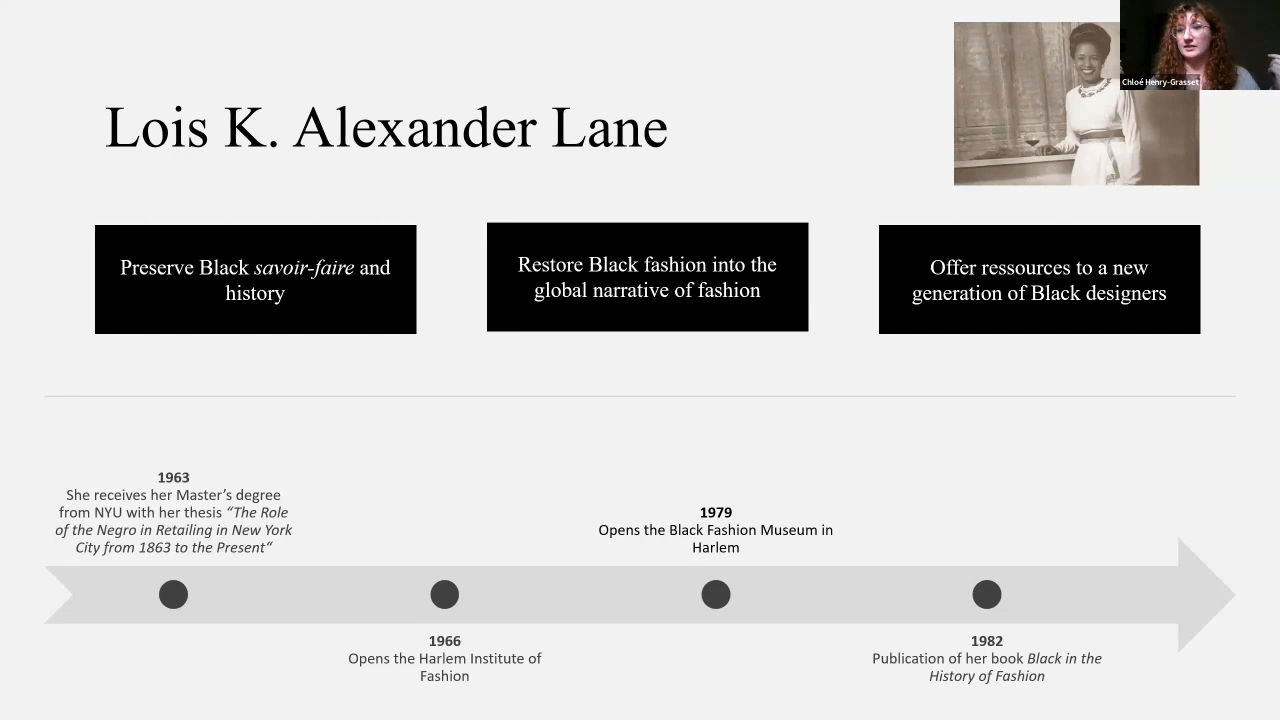 Chloé Henry-Grasset
Lois K. Alexander Lane
Preserve Black savoir-faire and
history
Restore Black fashion into the
global narrative of fashion
Offer ressources to a new
generation of Black designers
1963
She receives her Master’s degree
from NYU with her thesis “The Role
of the Negro in Retailing in New York
City from 1863 to the Present“
1979
Opens the Black Fashion Museum in
Harlem
1966
Opens the Harlem Institute of
Fashion
1982
Publication of her book Black in the
History of Fashion